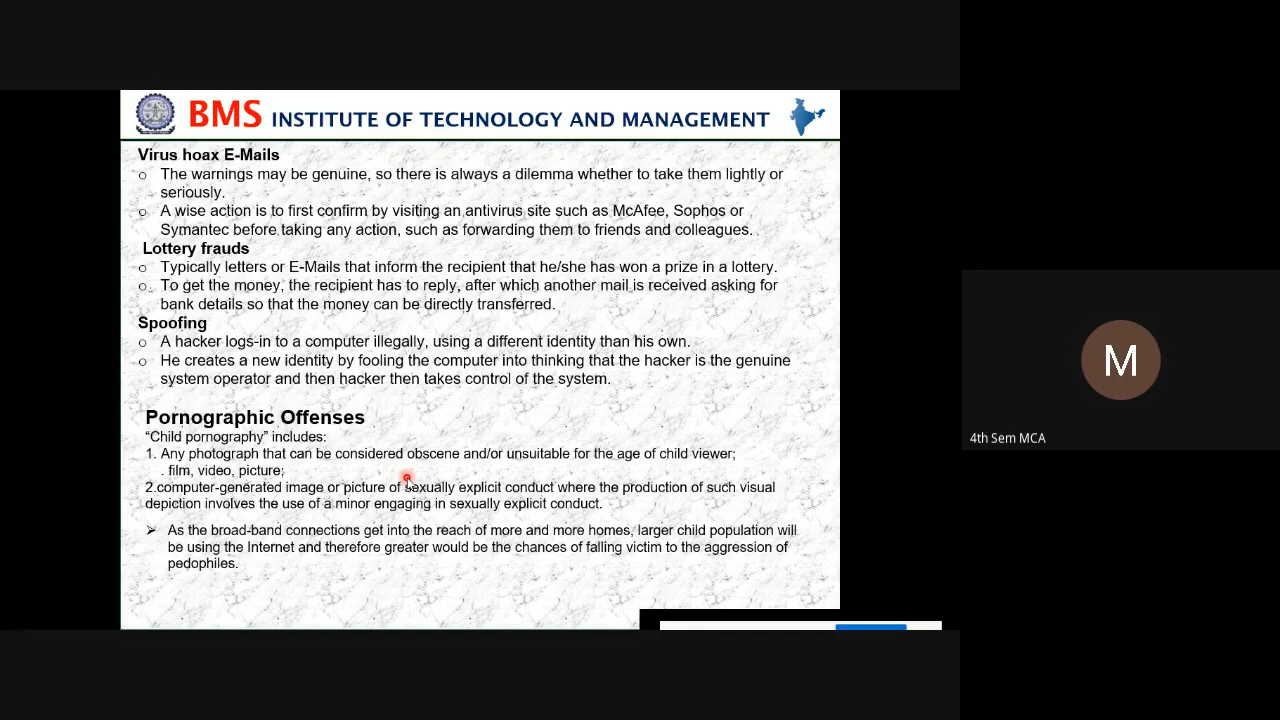 BMS INSTITUTE OF TECHNOLOGY AND MANAGEMENT
Virus hoax E-Mails
o The warnings may be genuine, so there is always a dilemma whether to take them lightly or
seriously.
o A wise action is to first confirm by visiting an antivirus site such as McAfee, Sophos or
Symantec before taking any action, such as forwarding them to friends and colleagues. .
Lottery frauds
o Typically letters or E-Mails that inform the recipient that he/she has won a prize in a lottery.
o To get the money, the recipient has to reply, after which another mail is received asking for
bank details so that the money can be directly transferred.
Spoofing
o A hacker logs-in to a computer illegally, using a different identity than his own.
o He creates a new identity by fooling the computer into thinking that the hacker is the genuine
system operator and then hacker then takes control of the system.
Pornographic Offenses
“Child pornography” includes:
1. Any photograph that can be considered obscene and/or unsuitable for the age of child viewer;
. film, video, picture;
2.computer-generated image or picture of sexually explicit conduct where the production of such visual
depiction involves the use of a minor engaging in sexually explicit conduct.
➢ As the broad-band connections get into the reach of more and more homes, larger child population will
be using the Internet and therefore greater would be the chances of falling victim to the aggression of
pedophiles.
M
4th Sem MCA